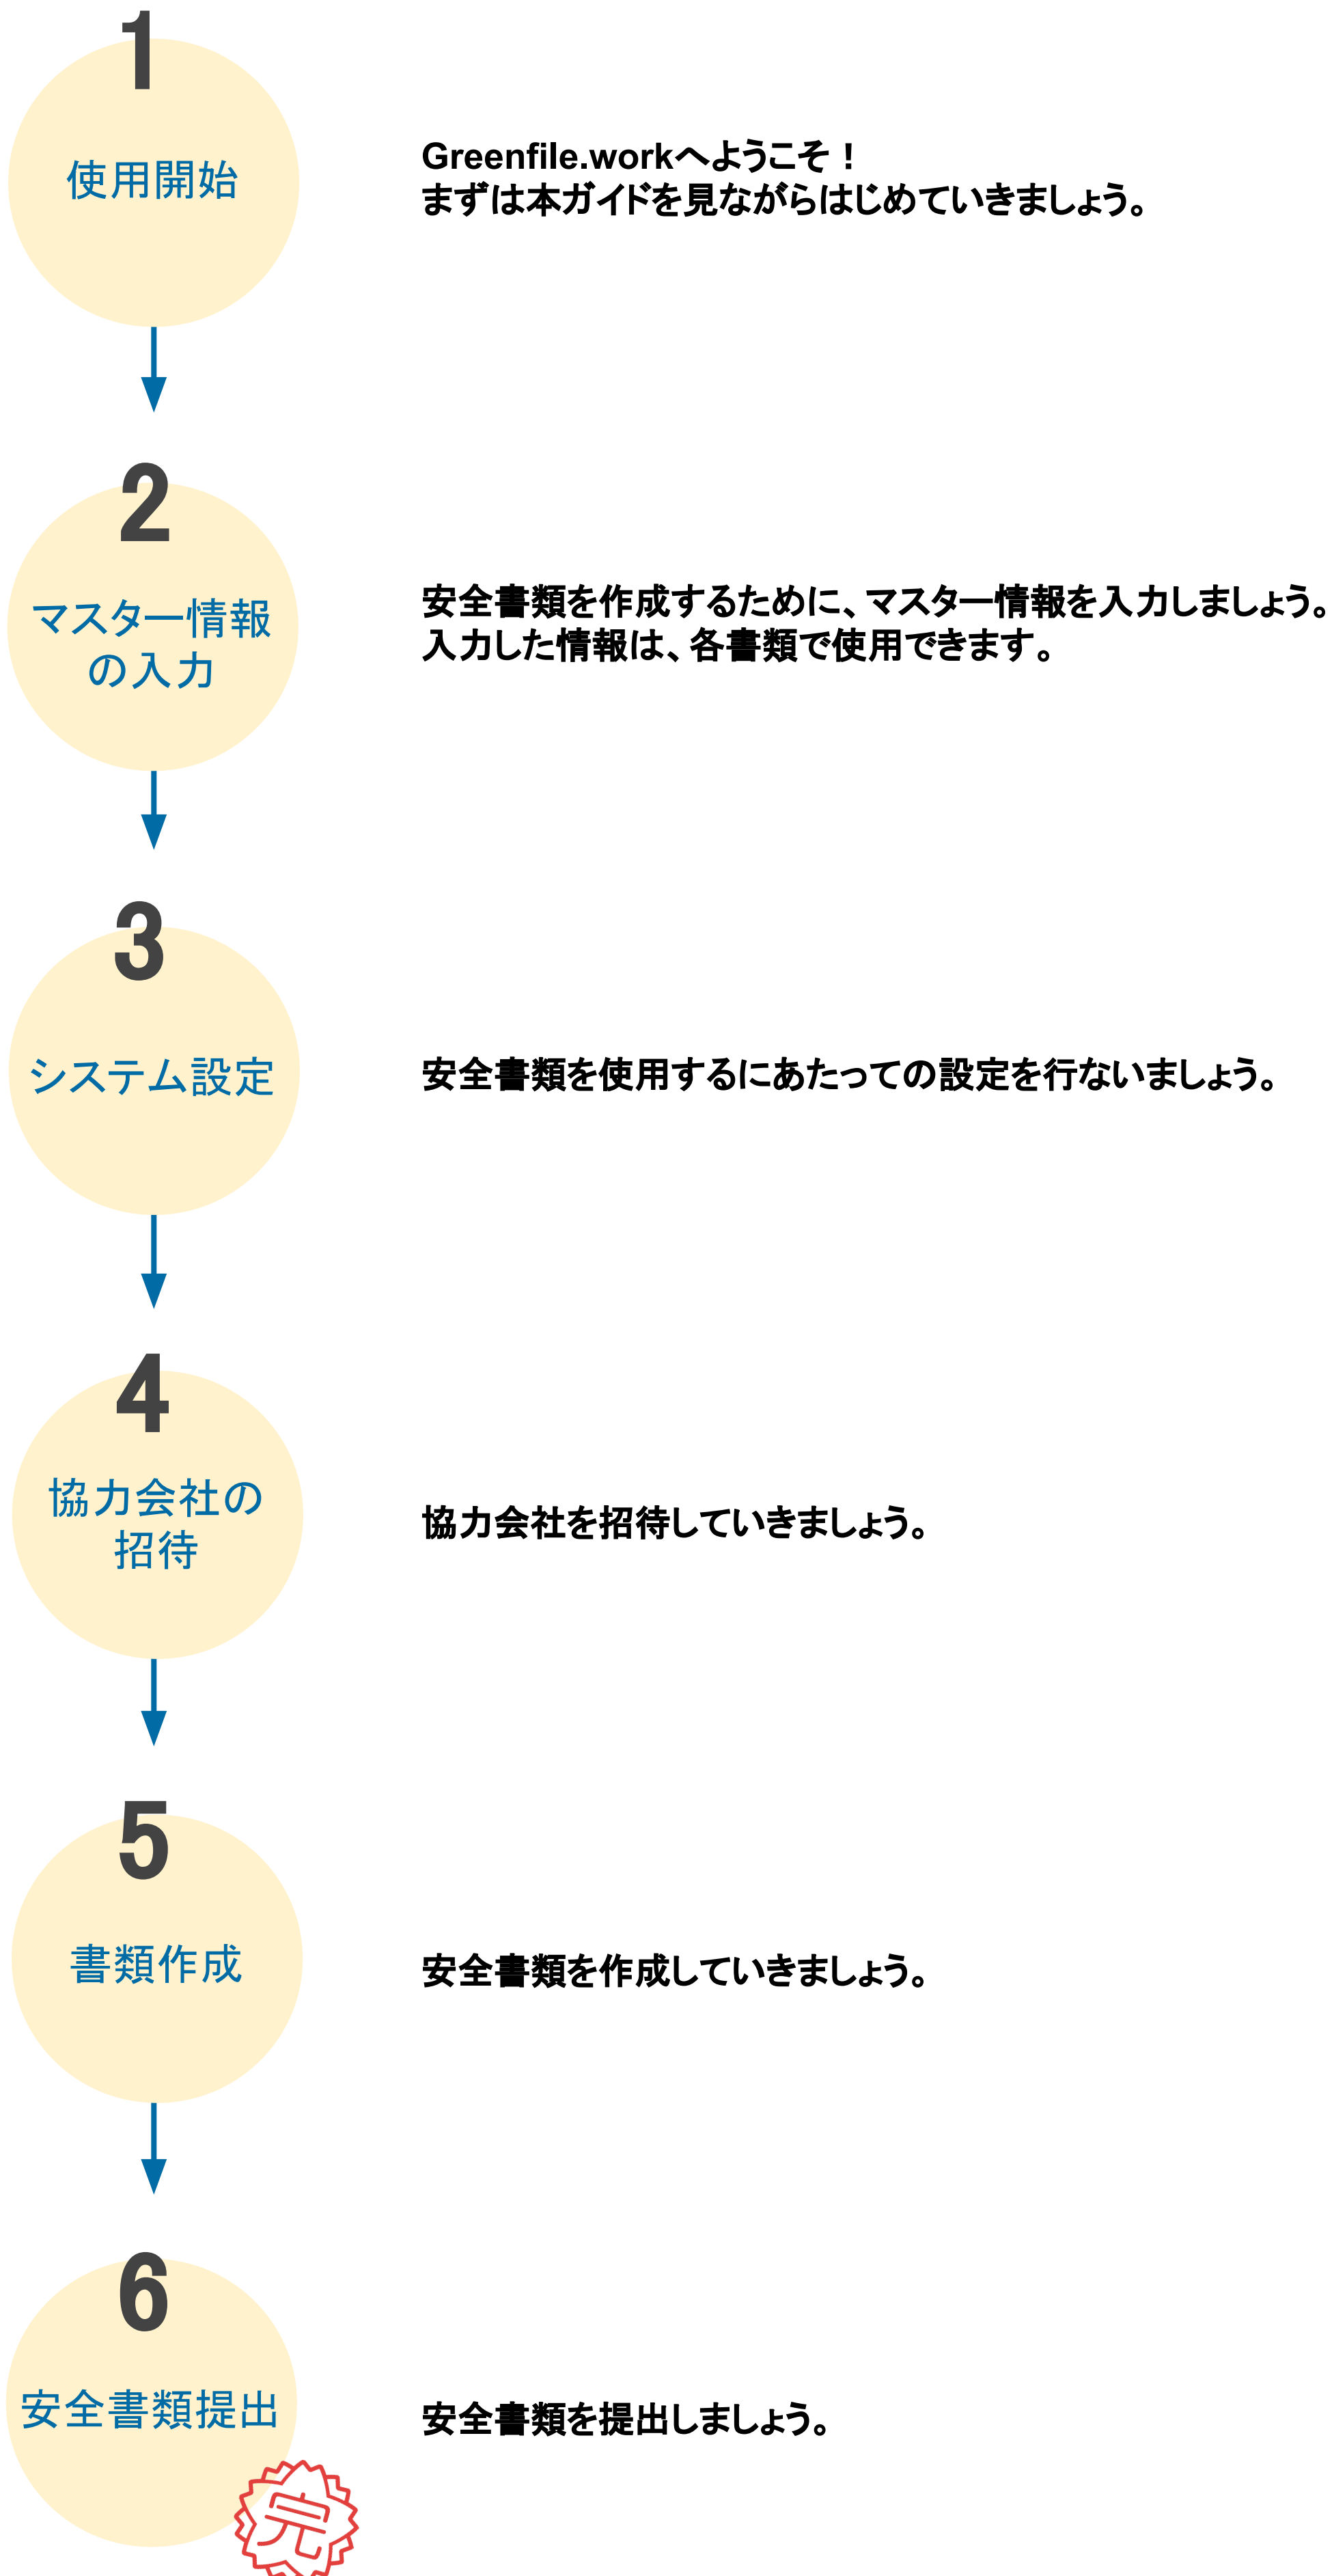 1
使用開始
Greenfile.workへようこそ！
まずは本ガイドを見ながらはじめていきましょう。
2
マスター情報
の入力
安全書類を作成するために、マスター情報を入力しましょう。
入力した情報は、各書類で使用できます。
3
システム設定
安全書類を使用するにあたっての設定を行ないましょう。
4
協力会社の
招待
協力会社を招待していきましょう。
5
書類作成
安全書類を作成していきましょう。
6
安全書類提出
安全書類を提出しましょう。
完